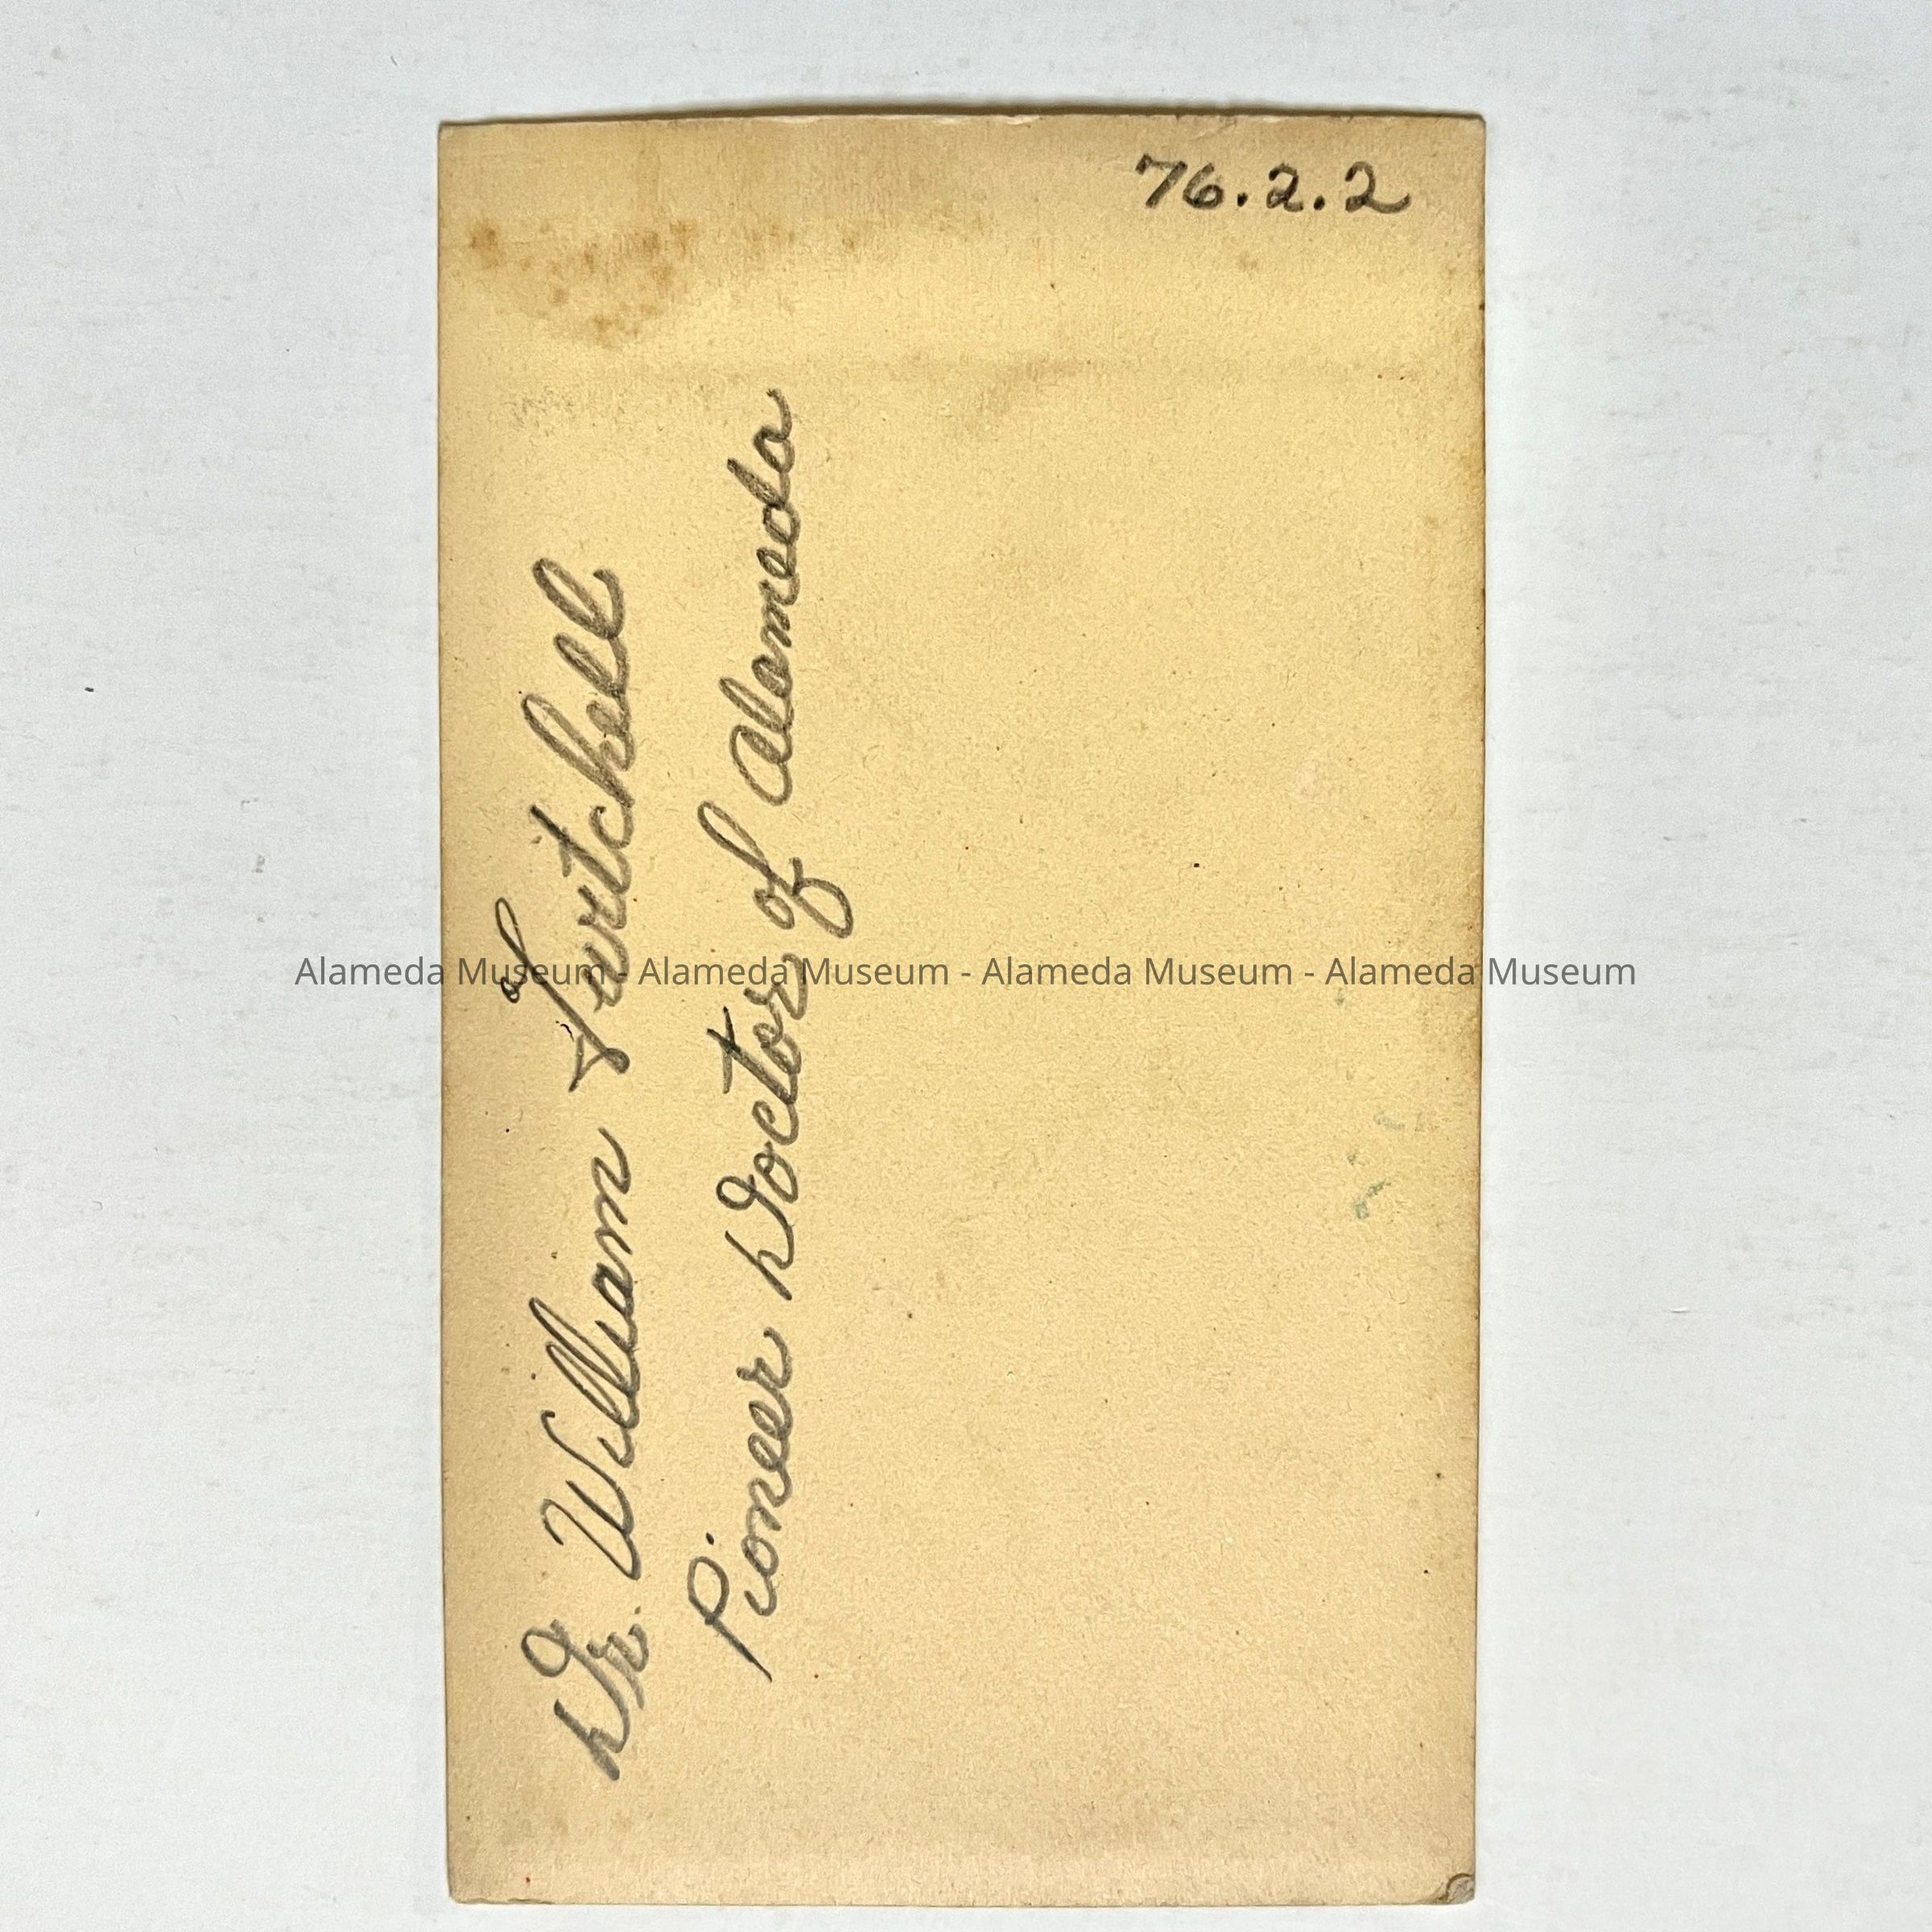 76.2.2
Dr. William Twitchell
Pioneer Doctor of Alameda
Alameda Museum - Alameda Museum - Alameda Museum - Alameda Museum